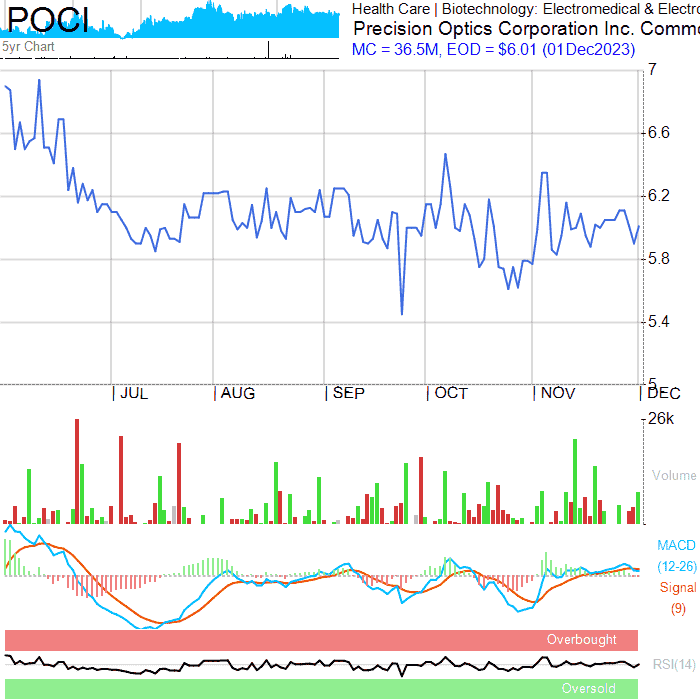 POCI
5yr Chart
Health Care | Biotechnology: Electromedical & Electro
Precision Optics Corporation Inc. Commo
MC = 36.5M, EOD = $6.01 (01Dec2023)
7
6.6
6.2
5.8
5.4
5
JUL AUG SEP OCT NOV DEC
26k
Volume
MACD
(12-26)
Signal
(9)
Overbought
RSI(14)
Oversold